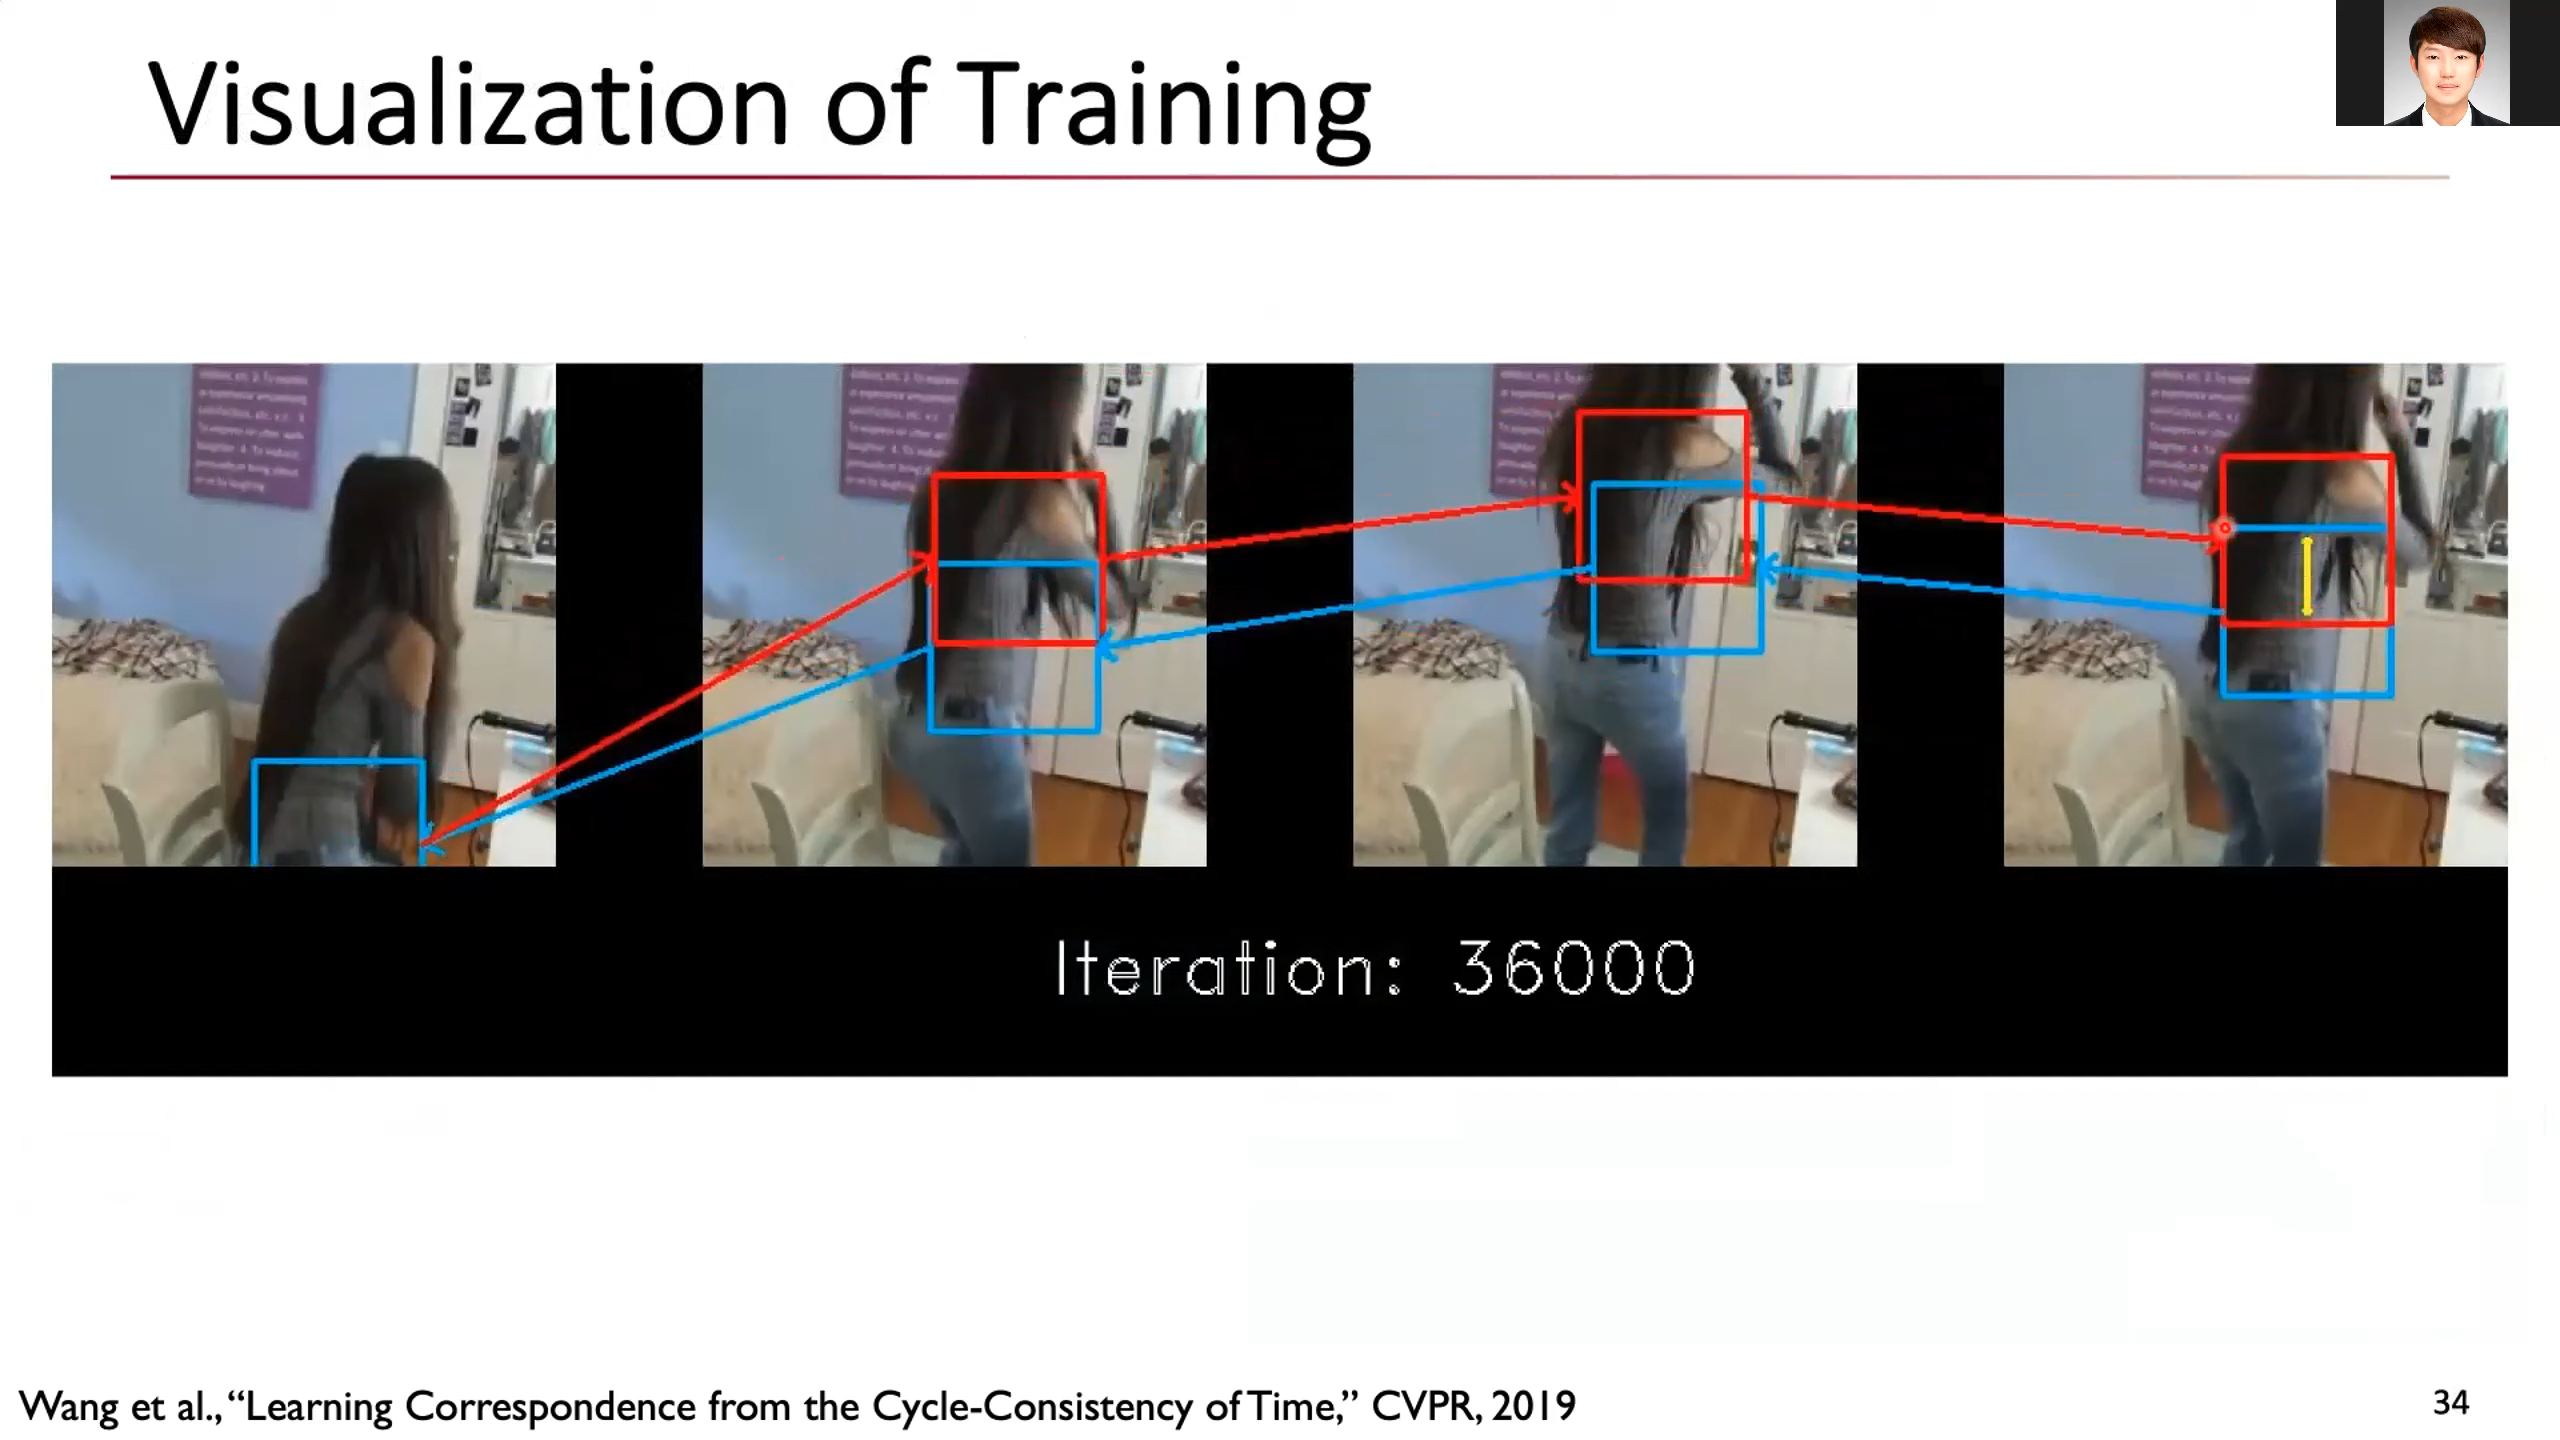 Visualization of Training
Iteration: 36000
Wang et al., “Learning Correspondence from the Cycle-Consistency of Time,” CVPR, 2019
34